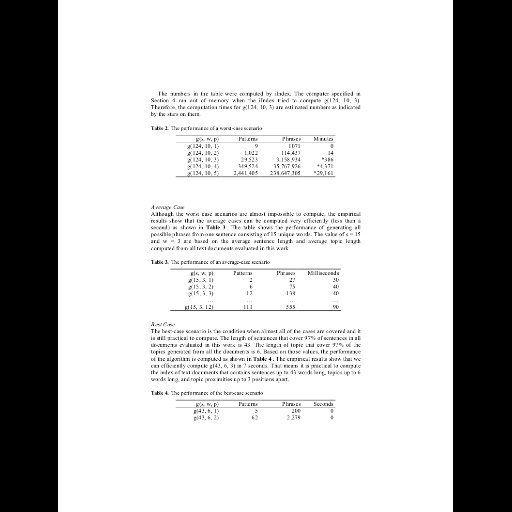 The numbers in the table were computed by iIndex. The computer specified in
Section 4 ran out of memory when the iIndex tried to compute g(124, 10, 3).
Therefore, the computation times for g(124, 10, 3) are estimated numbers as indicated
by the stars on them.
Table 2. The performance of a worst-case scenario
g(s, w, p) Patterns Phrases Minutes
g(124, 10, 1) 9 1071 0
g(124, 10, 2) 1,022 114,437 14
g(124, 10, 3) 29,523 3,158,934 *386
g(124, 10, 4) 349,524 35,767,926 *4,371
g(124, 10, 5) 2,441,405 238,647,305 *29,161
Average Case
Although the worst case scenarios are almost impossible to compute, the empirical
results show that the average cases can be computed very efficiently (less than a
second) as shown in Table 3. The table shows the performance of generating all
possible phrases from one sentence consisting of 15 unique words. The value of s = 15
and w = 3 are based on the average sentence length and average topic length
computed from all text documents evaluated in this work.
Table 3. The performance of an average-case scenario
g(s, w, p) Patterns Phrases Milliseconds
g(15, 3, 1) 2 27 30
g(15, 3, 2) 6 75 40
g(15, 3, 3) 12 138 40
... ... ... ...
g(15, 3, 12) 111 555 90
Best Case
The best-case scenario is the condition when almost all of the cases are covered and it
is still practical to compute. The length of sentences that cover 97% of sentences in all
documents evaluated in this work is 43. The length of topic that cover 97% of the
topics generated from all the documents is 6. Based on those values, the performance
of the algorithm is computed as shown in Table 4. The empirical results show that we
can efficiently compute g(43, 6, 3) in 7 seconds. That means it is practical to compute
the index of text documents that contains sentences up to 43 words long, topics up to 6
words long, and topic proximities up to 3 positions apart.
Table 4. The performance of the best-case scenario
g(s, w, p) Patterns Phrases Seconds
g(43, 6, 1) 5 200 0
g(43, 6, 2) 62 2,279 0